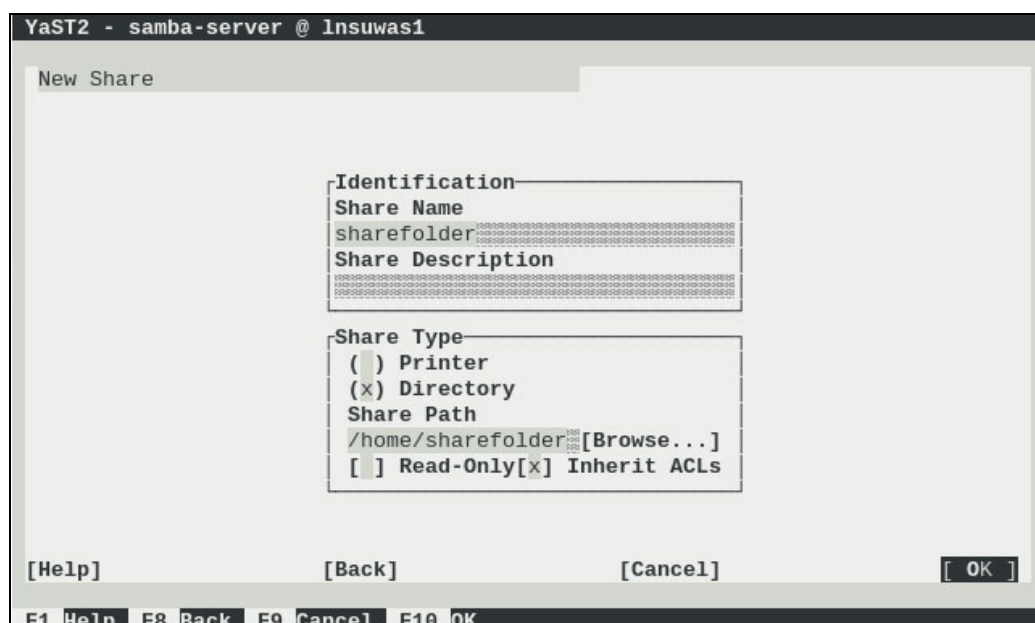 YaST2 - samba-server @ lnsuwas1
New Share
Identification
Share Name
sharefolder
Share Description
Share Type
( ) Printer
(x) Directory
Share Path
/home/sharefolder [Browse...]
[ ] Read-Only[x] Inherit ACLs
[Help] [Back] [Cancel] [ OK ]
F1 Help F8 Back F9 Cancel F10 OK